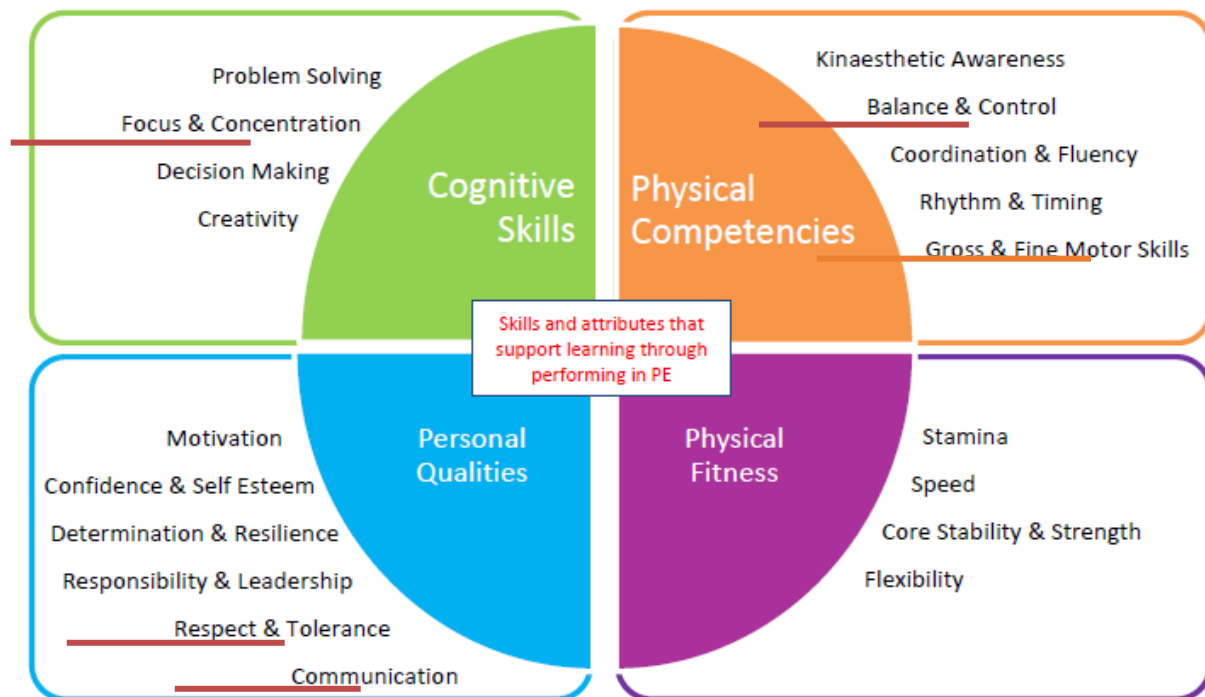 Problem Solving
Focus & Concentration
Decision Making
Creativity
Cognitive
Skills
Kinaesthetic Awareness
Balance & Control
Coordination & Fluency
Rhythm & Timing
Gross & Fine Motor Skills
Physical
Competencies
Skills and attributes that
support learning through
performing in PE
Motivation
Confidence & Self Esteem
Determination & Resilience
Responsibility & Leadership
Respect & Tolerance
Communication
Personal
Qualities
Physical
Fitness
Stamina
Speed
Core Stability & Strength
Flexibility